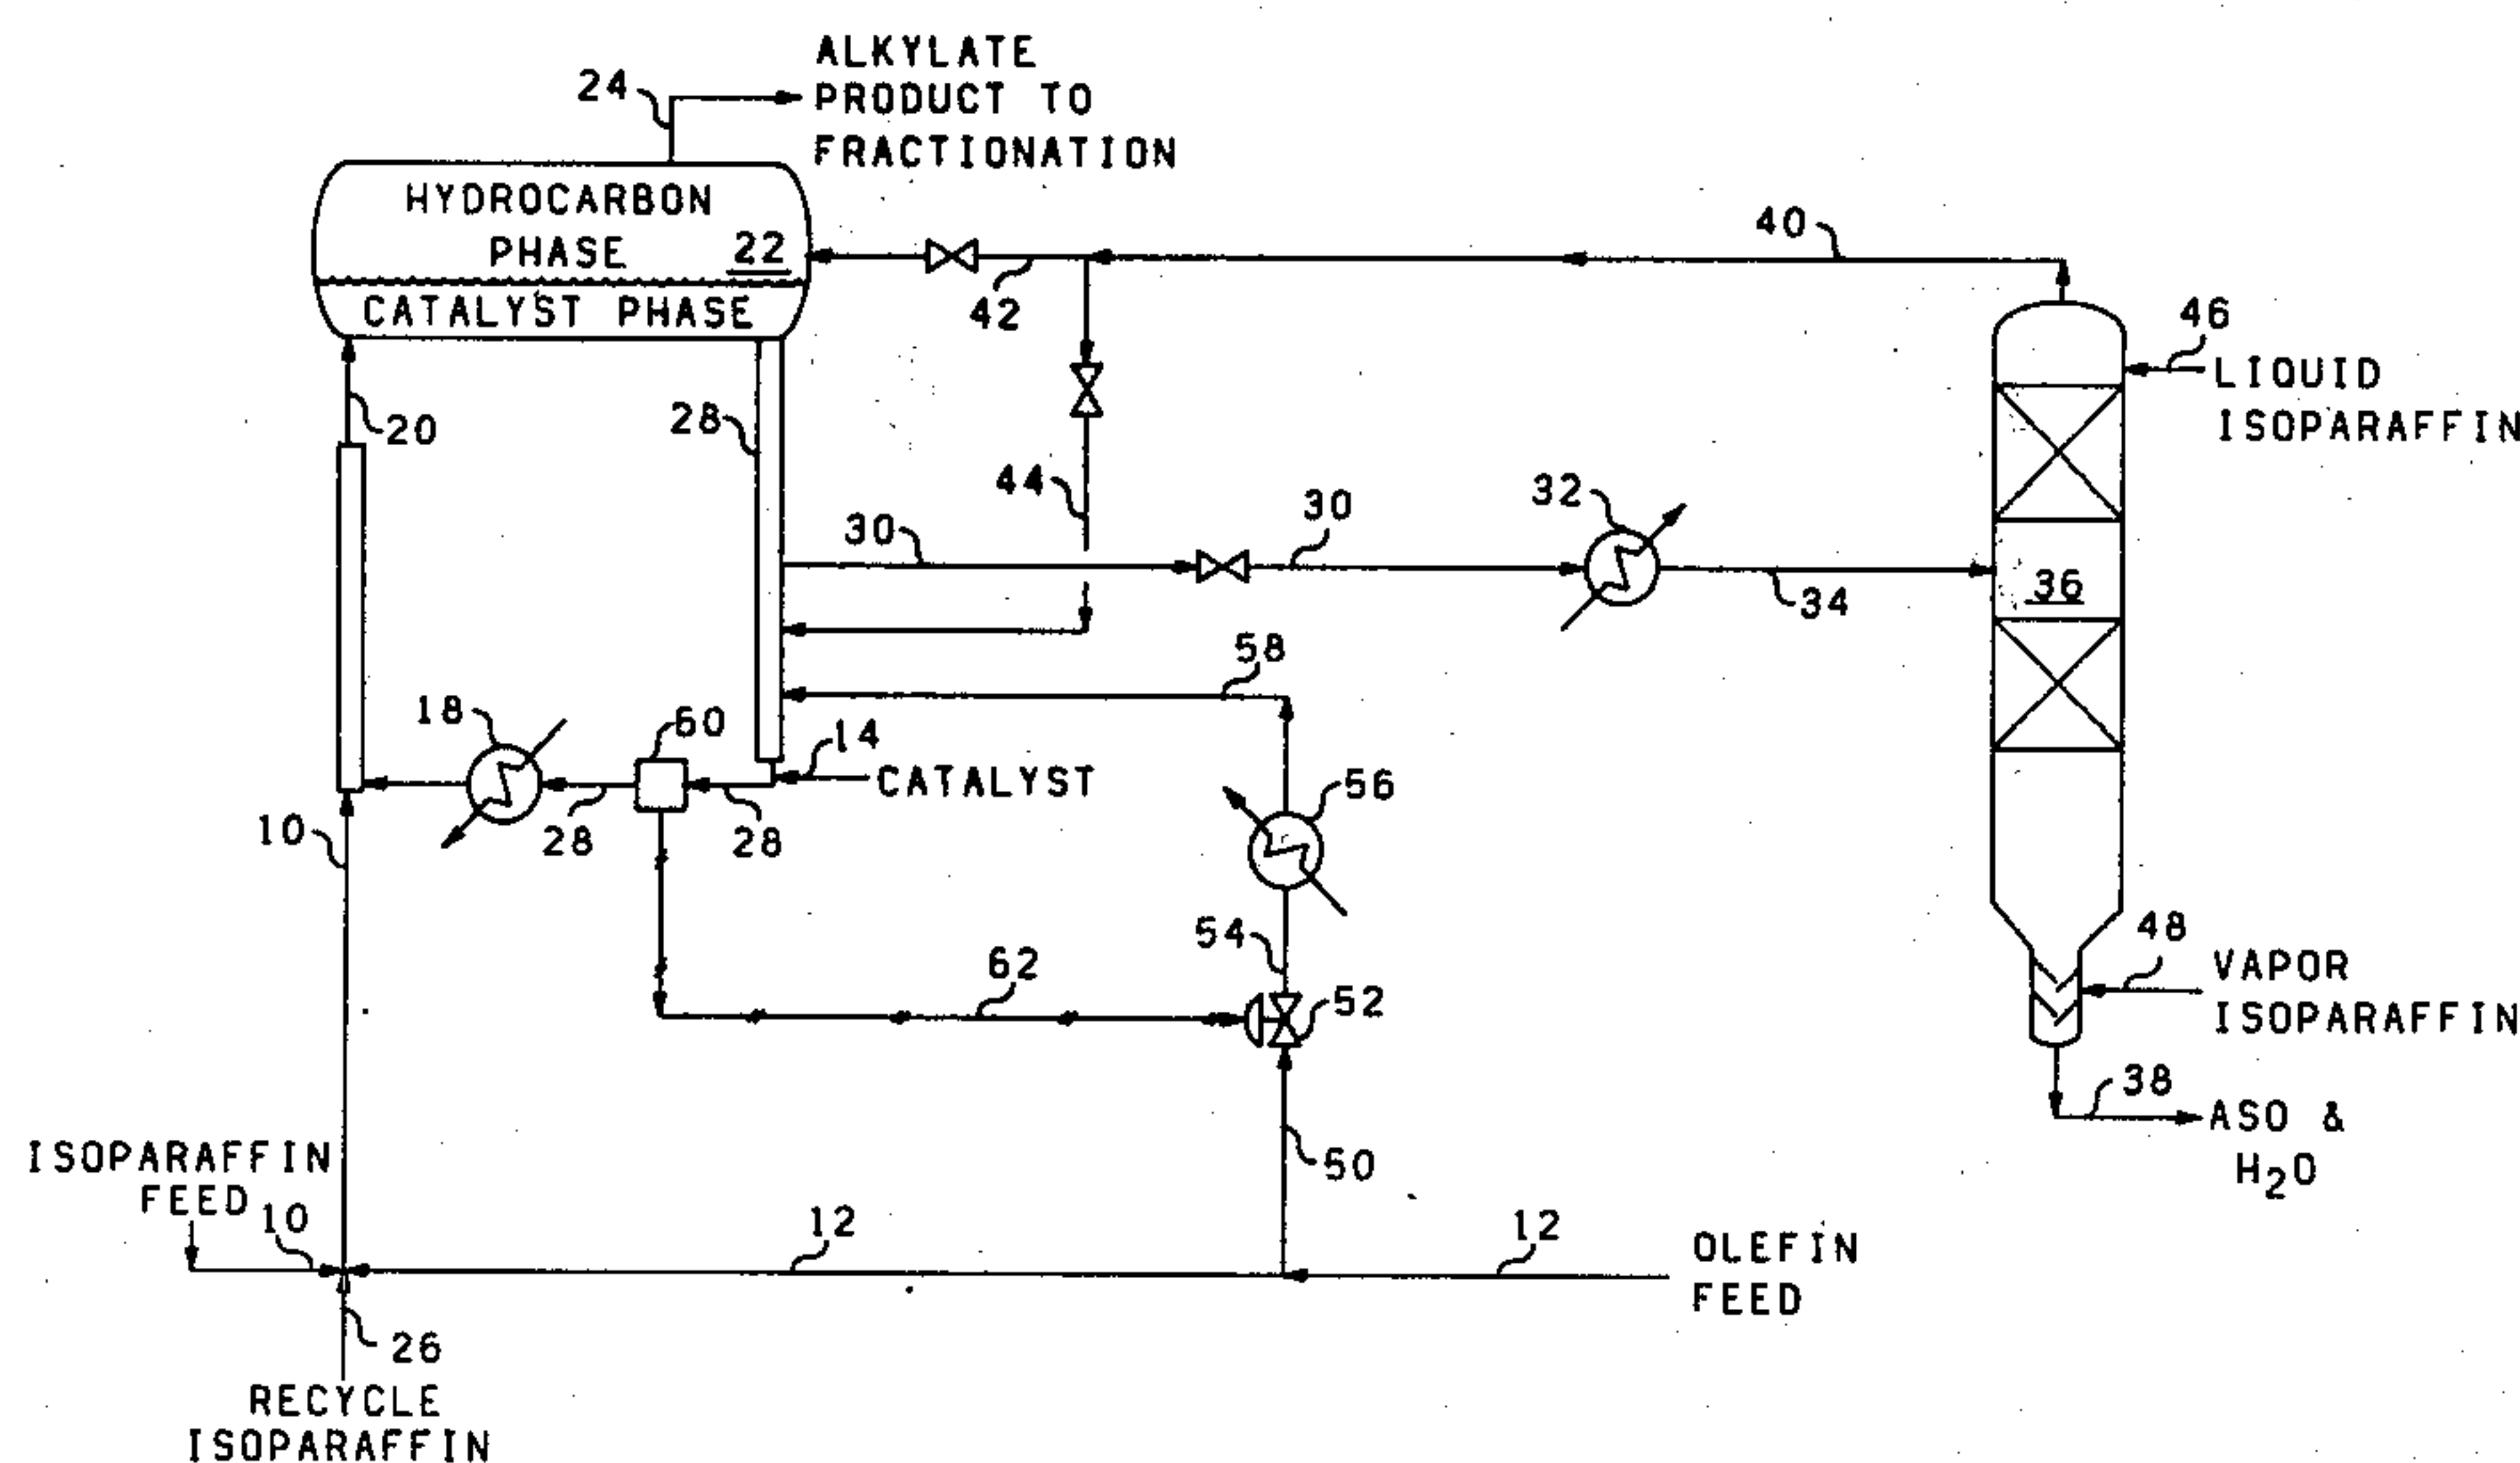 ALKYLATE
PRODUCT TO
FRACTIONATION
24
HYDROCARBON
PHASE 22
CATALYST PHASE
40
42
46
LIQUID
ISOPARAFFIN
20
28
44
30
30
32
34
36
58
18
60
14
CATALYST
28
28
56
10
54
62
52
48
VAPOR
ISOPARAFFIN
38
ASO &
H2O
50
ISOPARAFFIN
FEED
10
12
12
OLEFIN
FEED
26
RECYCLE
ISOPARAFFIN